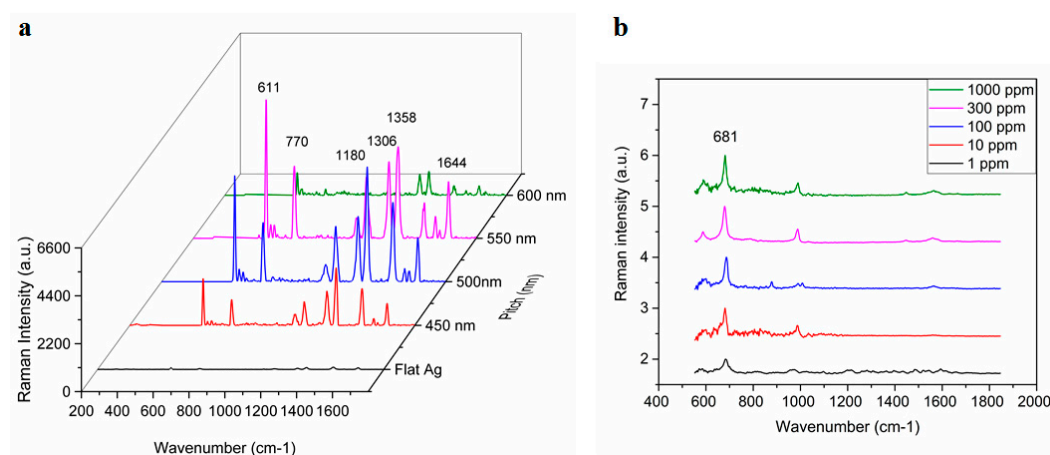 a
611
770
1180
1306
1358
1644
600 nm
550 nm
500nm
450 nm
Flat Ag
Pitch (nm)
6600
4400
2200
0
Raman Intensity (a.u.)
200 400 600 800 1000 1200 1400 1600
Wavenumber (cm-1)
b
1000 ppm
300 ppm
100 ppm
10 ppm
1 ppm
681
7
6
5
4
3
2
Raman intensity (a.u.)
400 600 800 1000 1200 1400 1600 1800 2000
Wavenumber (cm-1)